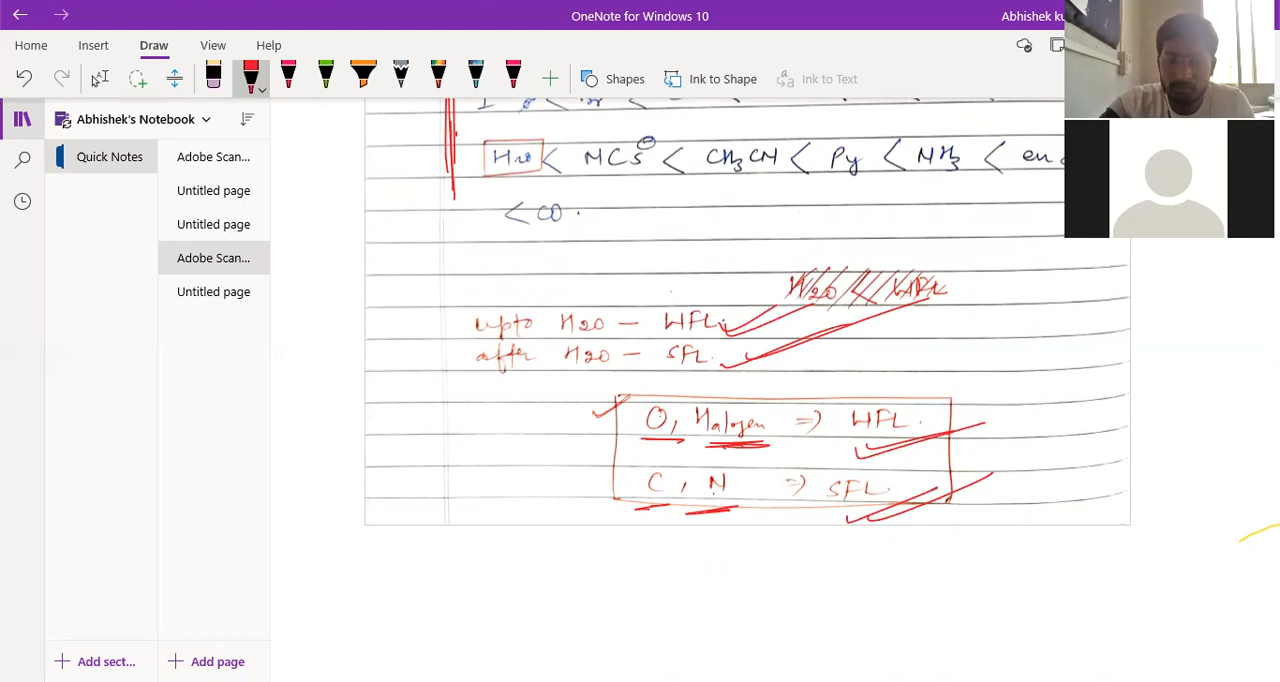 OneNote for Windows 10
Abhishek ku
Home Insert Draw View Help
Shapes Ink to Shape Ink to Text
Abhishek's Notebook
Quick Notes
Adobe Scan...
Untitled page
Untitled page
Adobe Scan...
Untitled page
H2O < NCS⊖ < CH3CN < Py < NH3 < en
< CO.
upto H2O - WFL.
after H2O - SFL.
O, Halogen => WFL.
C, N => SFL.
Add sect... Add page